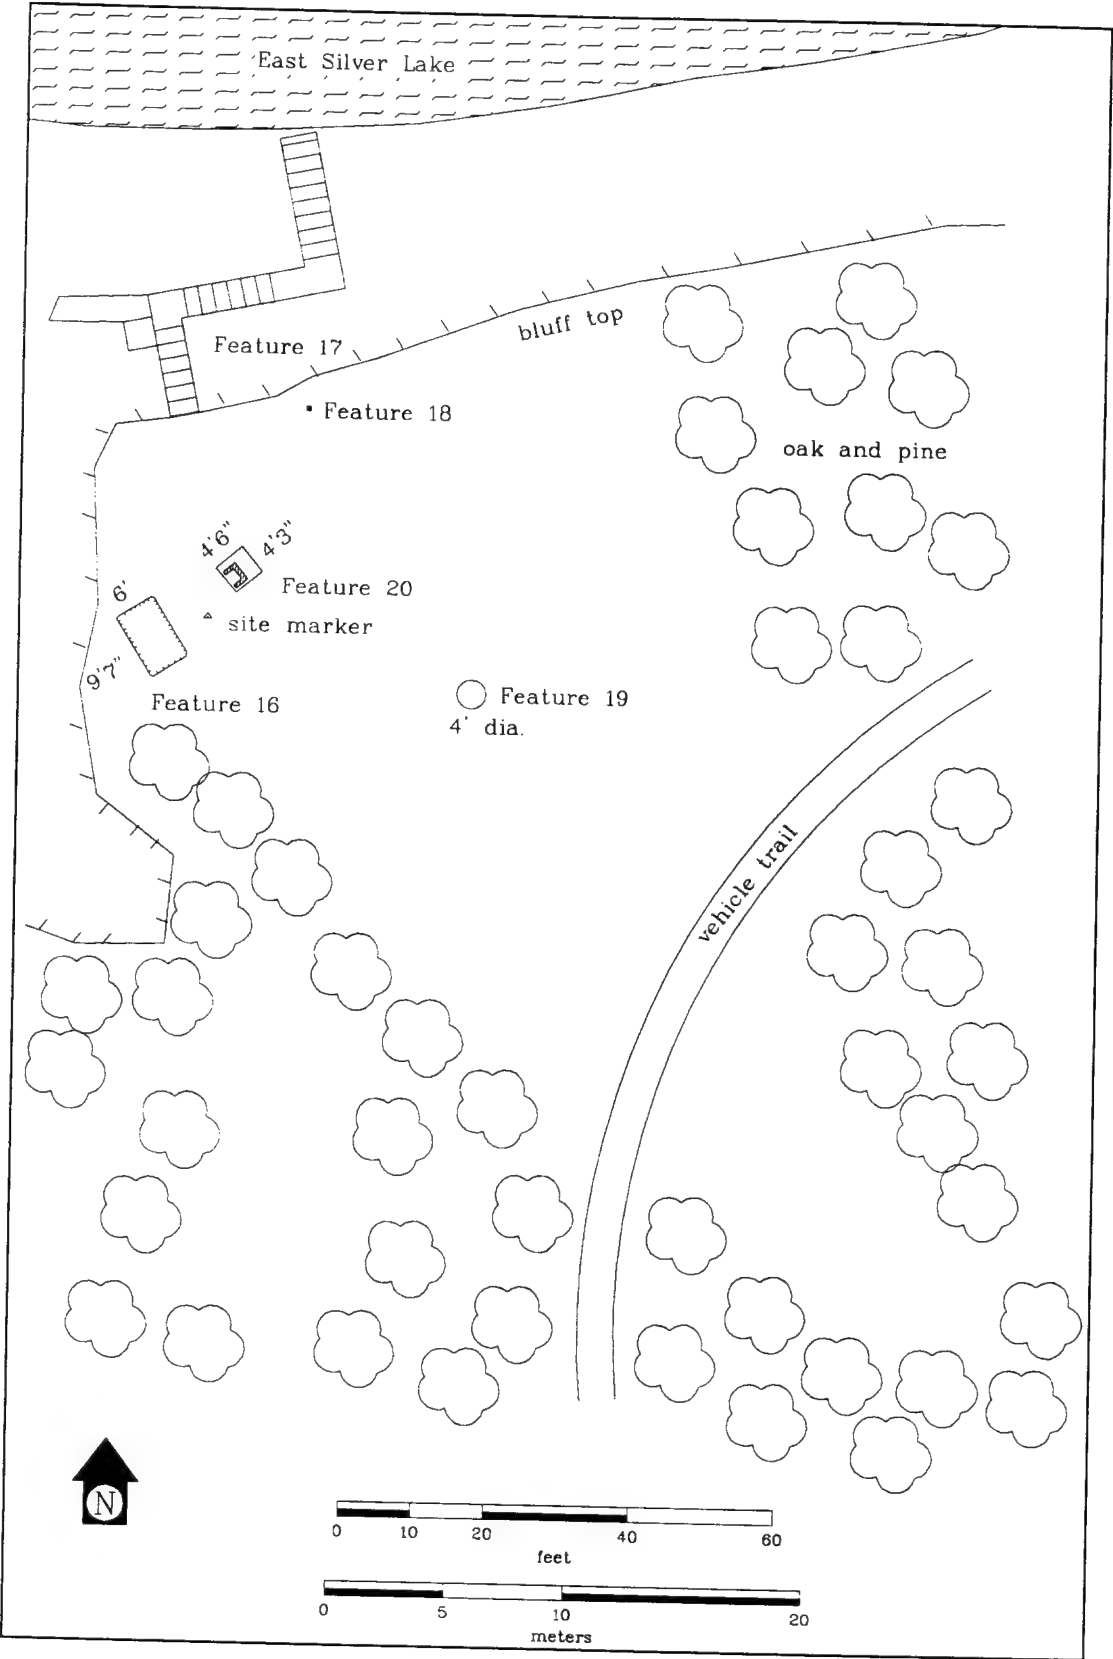 East Silver Lake
bluff top
Feature 17
Feature 18
oak and pine
4'6" 4'3"
Feature 20
6'
site marker
9'7"
Feature 16
Feature 19
4' dia.
vehicle trail
N
0 10 20 40 60
feet
0 5 10 20
meters